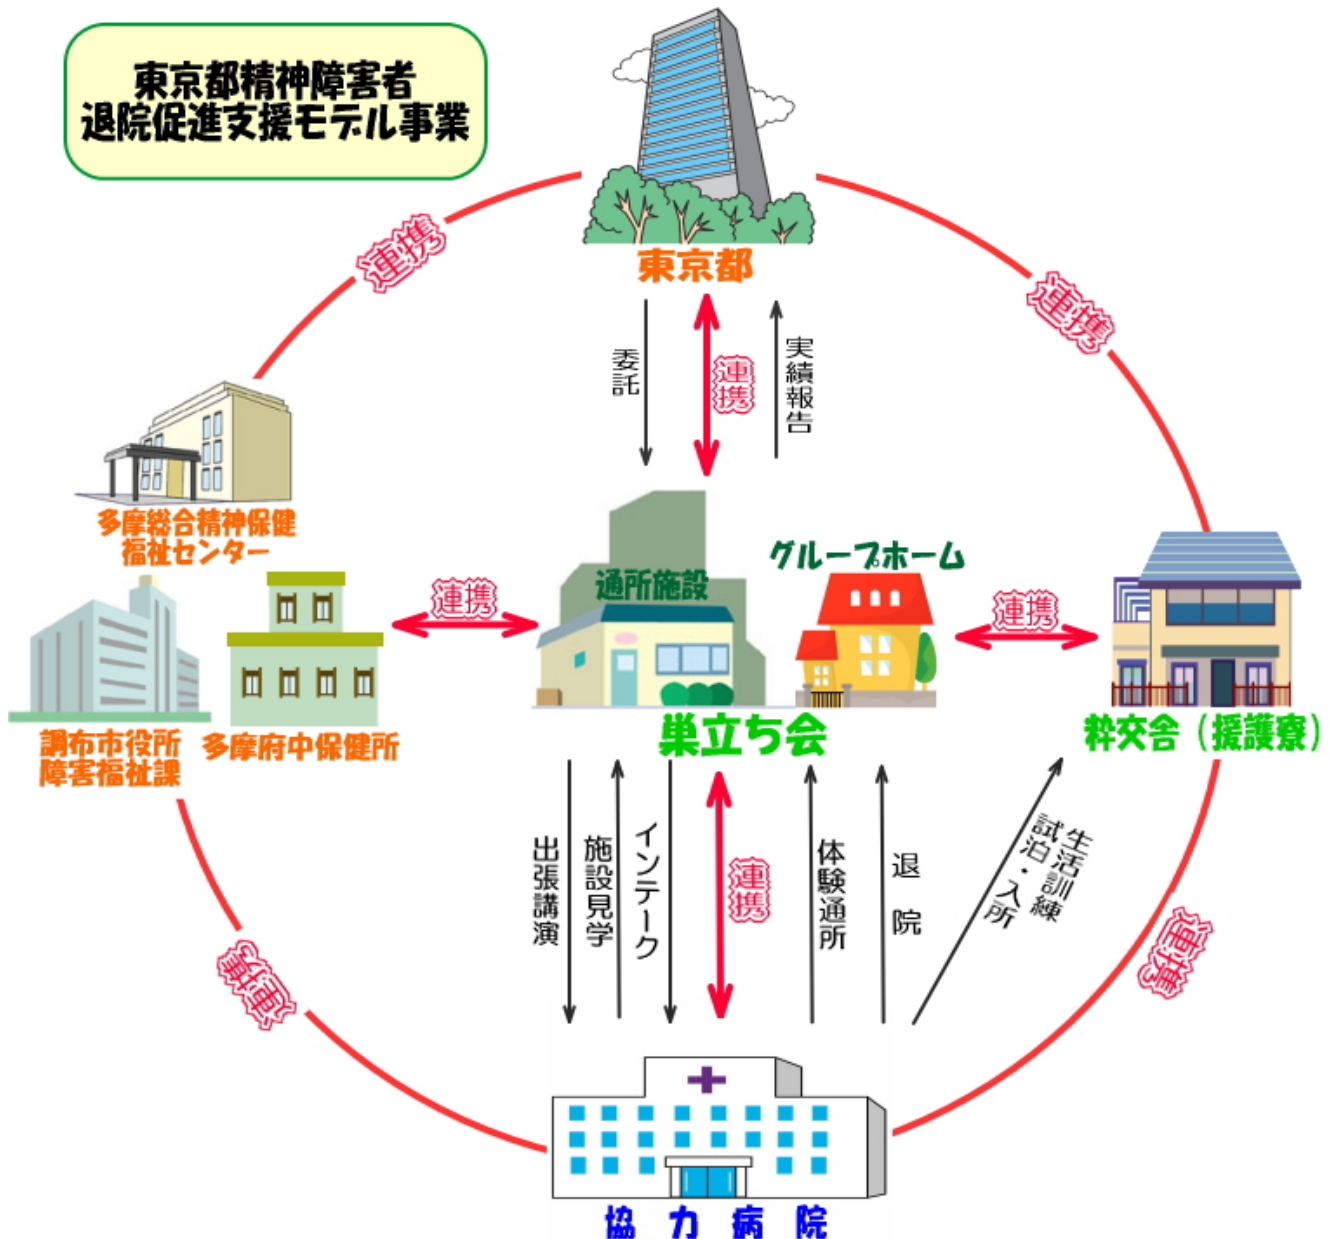 東京都精神障害者
退院促進支援モデル事業
東京都
連携
連携
委託
連携
実績報告
多摩総合精神保健
福祉センター
グループホーム
通所施設
連携
連携
調布市役所
障害福祉課
多摩府中保健所
巣立ち会
粋交舎（援護寮）
出張講演
施設見学
インテーク
連携
体験通所
退院
生活訓練
試泊・入所
連携
連携
協力病院